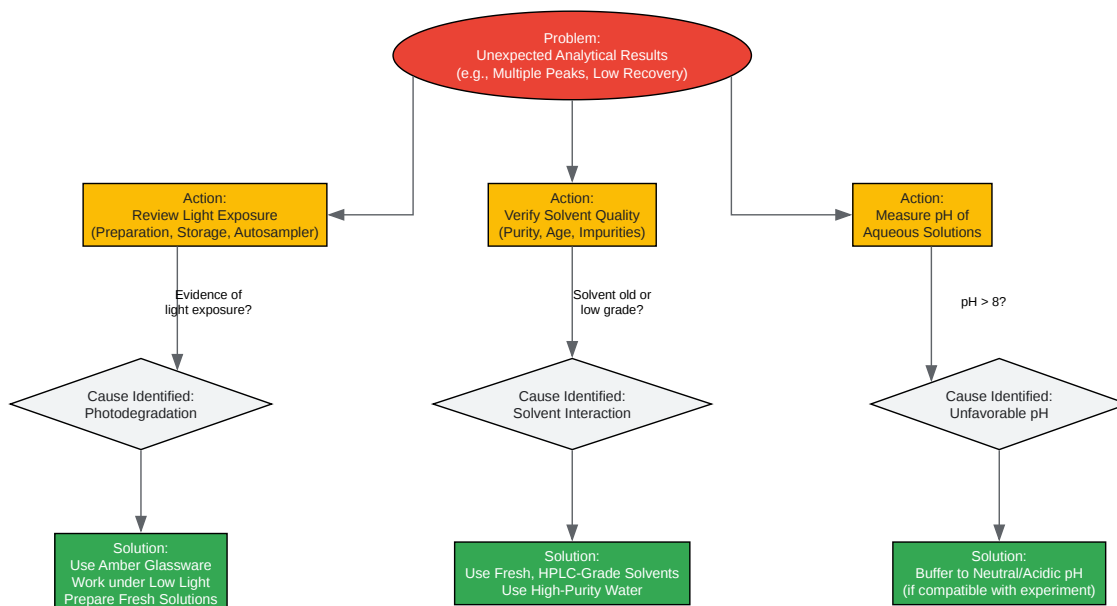 Problem:
Unexpected Analytical Results
(e.g., Multiple Peaks, Low Recovery)
Action:
Review Light Exposure
(Preparation, Storage, Autosampler)
Action:
Verify Solvent Quality
(Purity, Age, Impurities)
Action:
Measure pH of
Aqueous Solutions
Evidence of
light exposure?
Solvent old or
low grade?
pH > 8?
Cause Identified:
Photodegradation
Cause Identified:
Solvent Interaction
Cause Identified:
Unfavorable pH
Solution:
Use Amber Glassware
Work under Low Light
Prepare Fresh Solutions
Solution:
Use Fresh, HPLC-Grade Solvents
Use High-Purity Water
Solution:
Buffer to Neutral/Acidic pH
(if compatible with experiment)